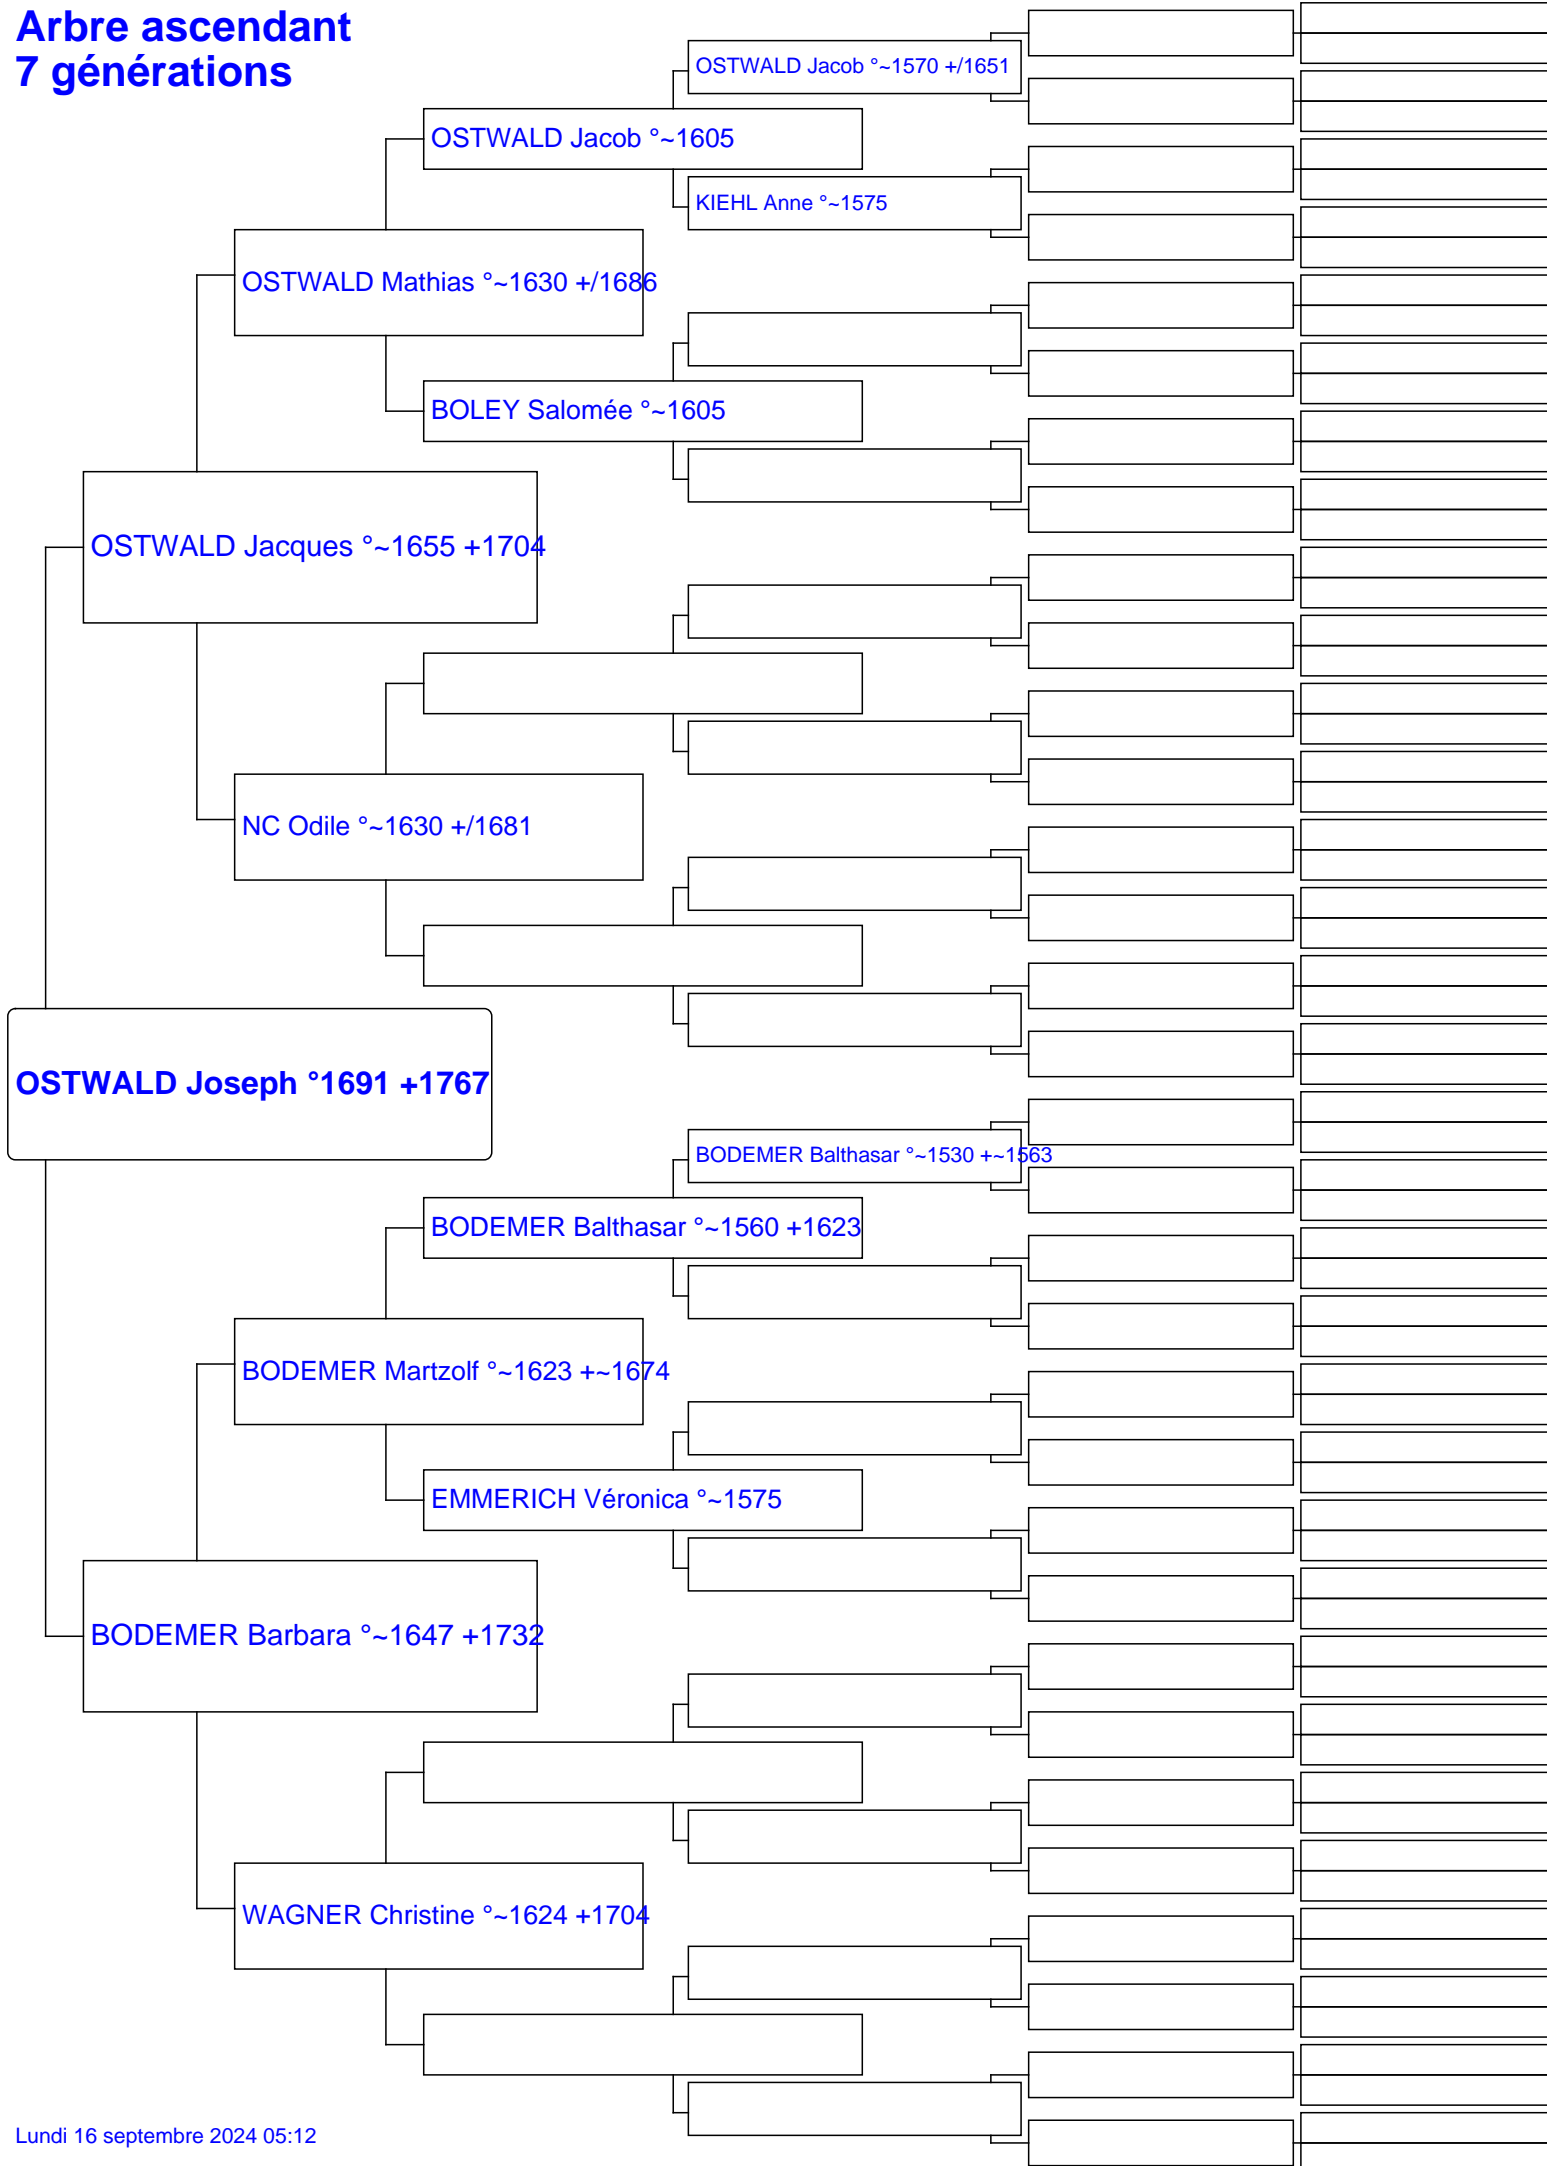 Arbre ascendant
7 générations
OSTWALD Jacob °~1570 +/1651
OSTWALD Jacob °~1605
KIEHL Anne °~1575
OSTWALD Mathias °~1630 +/1686
BOLEY Salomée °~1605
OSTWALD Jacques °~1655 +1704
NC Odile °~1630 +/1681
OSTWALD Joseph °1691 +1767
BODEMER Balthasar °~1530 +~1563
BODEMER Balthasar °~1560 +1623
BODEMER Martzolf °~1623 +~1674
EMMERICH Véronica °~1575
BODEMER Barbara °~1647 +1732
WAGNER Christine °~1624 +1704
Lundi 16 septembre 2024 05:12